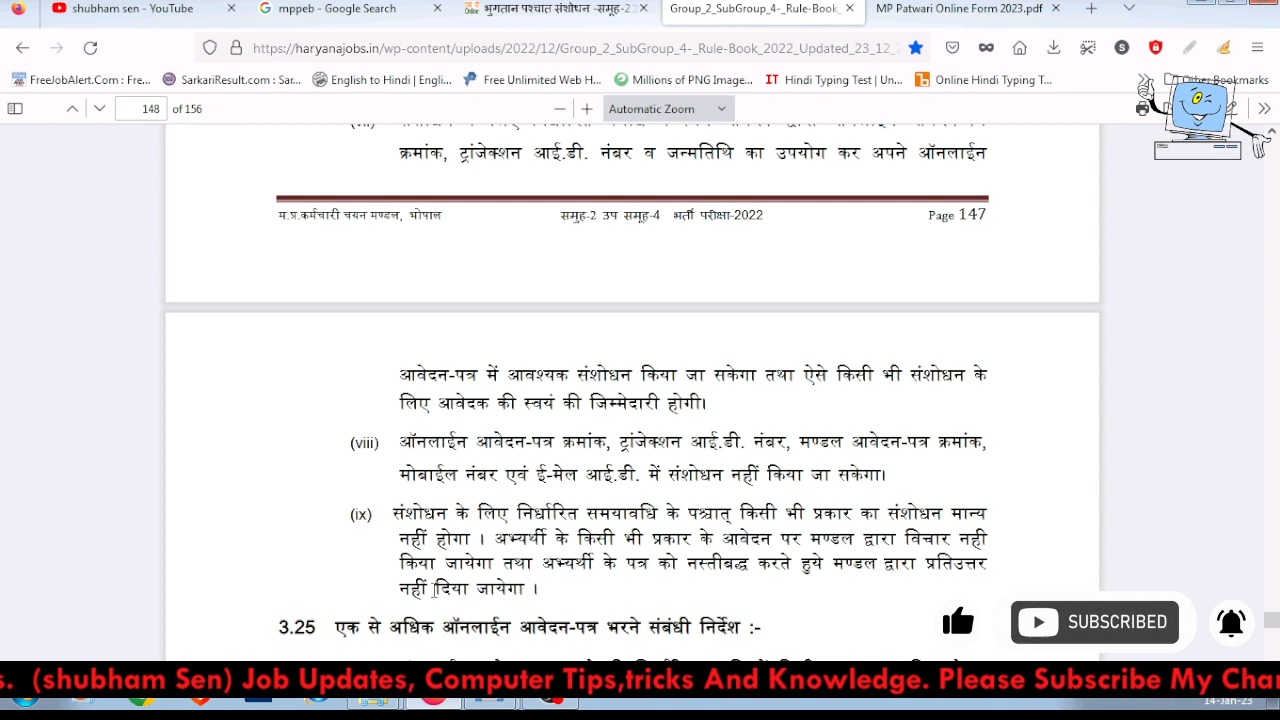 shubham sen - YouTube
mppeb - Google Search
भुगतान पश्चात संशोधन -समूह-2
Group_2_SubGroup_4-_Rule-Book_
MP Patwari Online Form 2023.pdf
https://haryanajobs.in/wp-content/uploads/2022/12/Group_2_SubGroup_4-_Rule-Book_2022_Updated_23_12_2
FreeJobAlert.Com : Fre...
SarkariResult.com : Sar...
English to Hindi | Engli...
Free Unlimited Web H...
Millions of PNG Image...
Hindi Typing Test | Un...
Online Hindi Typing T...
Other Bookmarks
148 of 156
Automatic Zoom
क्रमांक, ट्रांजेक्शन आई.डी. नंबर व जन्मतिथि का उपयोग कर अपने ऑनलाईन
म.प्र.कर्मचारी चयन मण्डल, भोपाल समुह-2 उप समूह-4 भर्ती परीक्षा-2022 Page 147
आवेदन-पत्र में आवश्यक संशोधन किया जा सकेगा तथा ऐसे किसी भी संशोधन के
लिए आवेदक की स्वयं की जिम्मेदारी होगी।
(viii) ऑनलाईन आवेदन-पत्र क्रमांक, ट्रांजेक्शन आई.डी. नंबर, मण्डल आवेदन-पत्र क्रमांक,
मोबाईल नंबर एवं ई-मेल आई.डी. में संशोधन नहीं किया जा सकेगा।
(ix) संशोधन के लिए निर्धारित समयावधि के पश्चात् किसी भी प्रकार का संशोधन मान्य
नहीं होगा । अभ्यर्थी के किसी भी प्रकार के आवेदन पर मण्डल द्वारा विचार नही
किया जायेगा तथा अभ्यर्थी के पत्र को नस्तीबद्ध करते हुये मण्डल द्वारा प्रतिउत्तर
नहीं दिया जायेगा ।
SUBSCRIBED
3.25 एक से अधिक ऑनलाईन आवेदन-पत्र भरने संबंधी निर्देश :-
s. (shubham Sen) Job Updates, Computer Tips,tricks And Knowledge. Please Subscribe My Chan
14-Jan-23